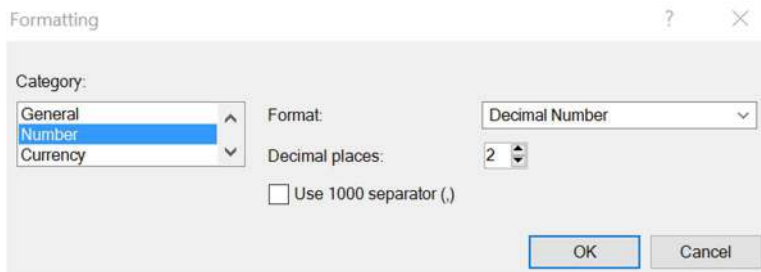 Formatting ?
Category:
General
Number
Currency
Format: Decimal Number
Decimal places: 2
Use 1000 separator (,)
OK Cancel